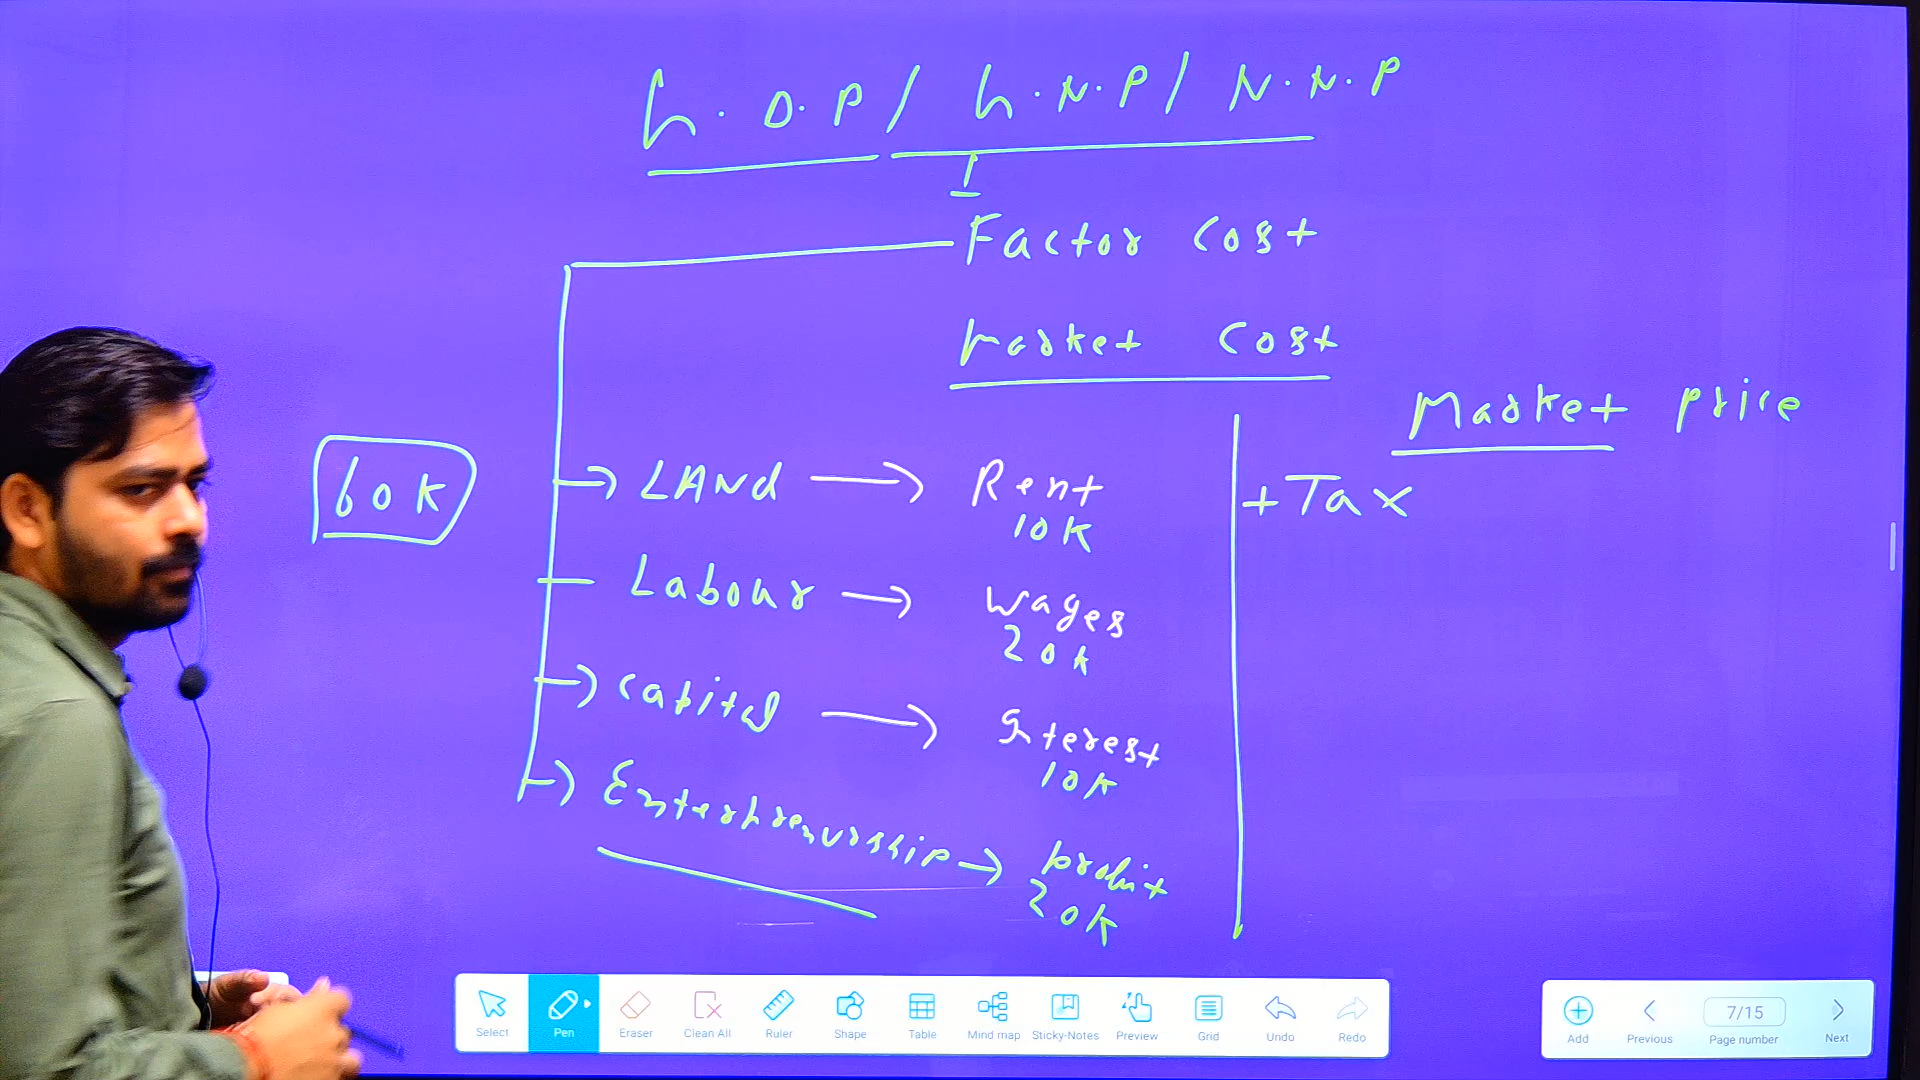 G.D.P / G.N.P / N.N.P
Factor Cost
Market Cost
Market price
60K
LANd → Rent
10K
+ Tax
Labour → Wages
20K
Capital → Interest
10K
Enterprenurship → profit
20K
Select Pen Eraser Clean All Ruler Shape Table Mind map Sticky-Notes Preview Grid Undo Redo
Add Previous 7/15 Page number Next